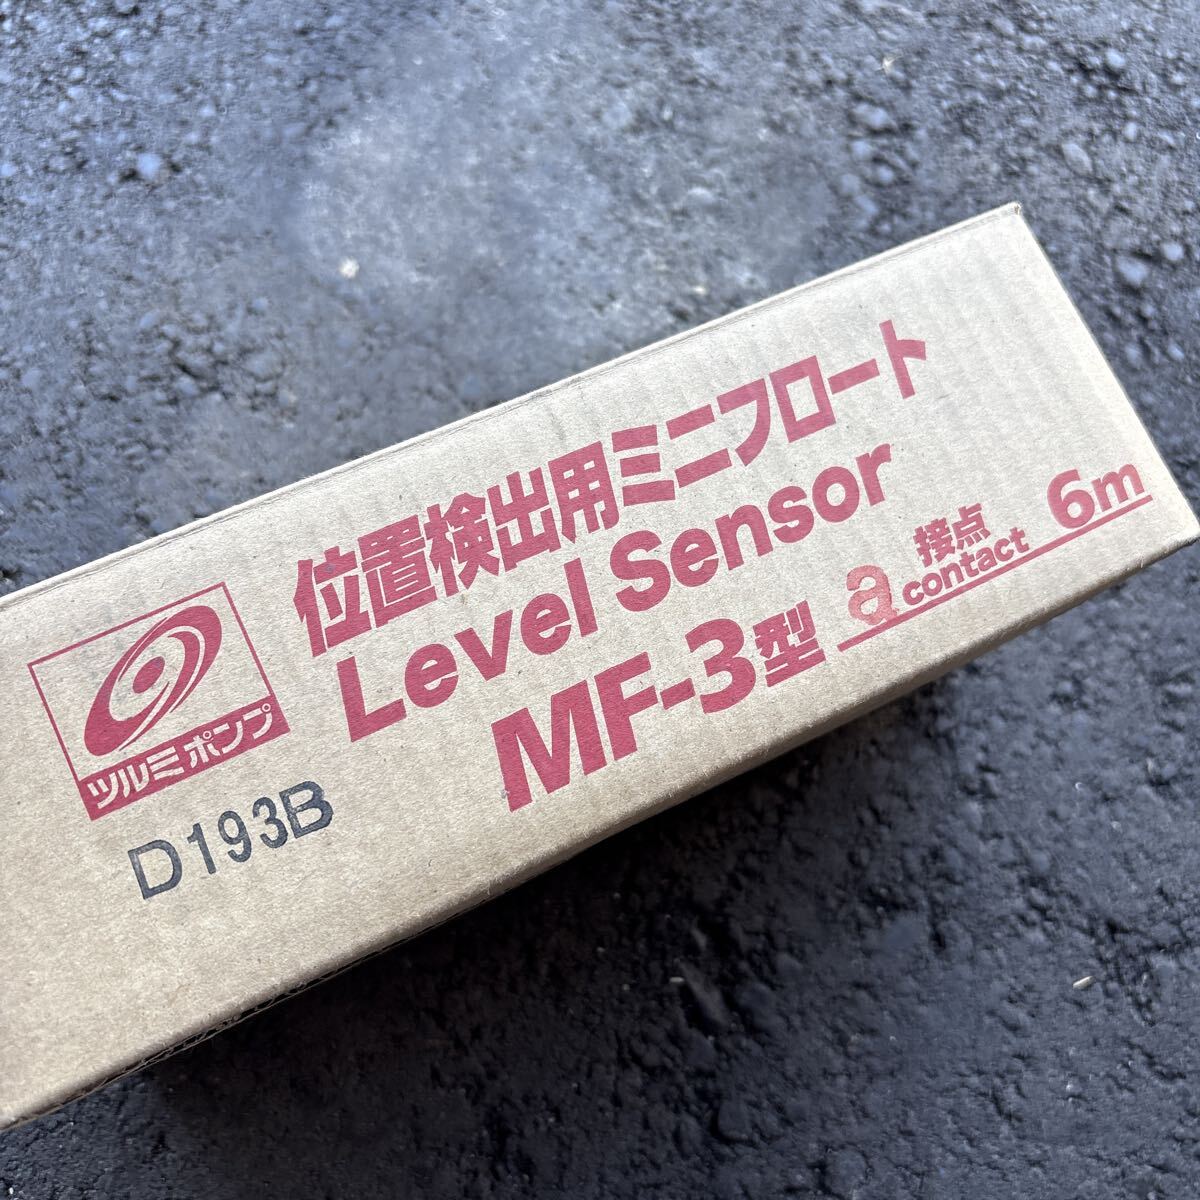 位置検出用ミニフロート
Level Sensor
MF-3型 a 接点 contact 6m
ツルミポンプ
D193B